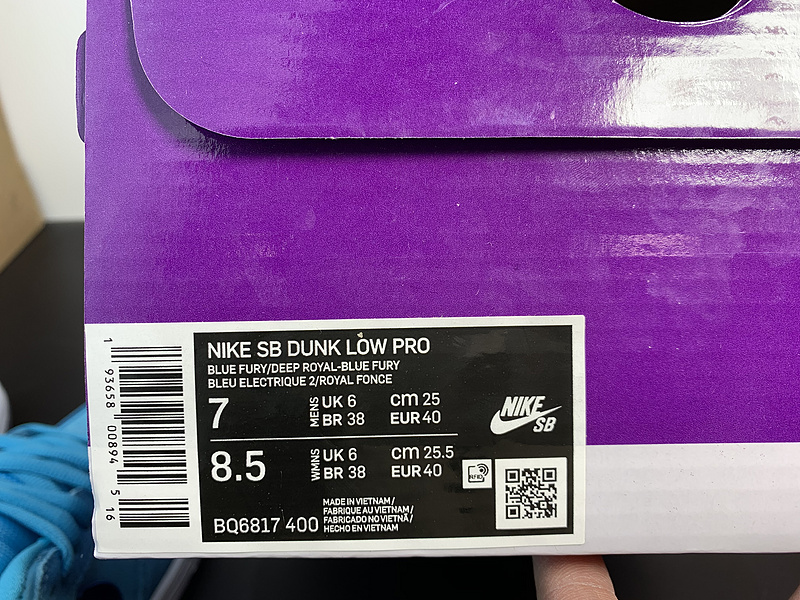 NIKE SB DUNK LOW PRO
BLUE FURY/DEEP ROYAL-BLUE FURY
BLEU ELECTRIQUE 2/ROYAL FONCE
7 MENS UK 6 cm 25
BR 38 EUR 40
8.5 WMNS UK 6 cm 25.5
BR 38 EUR 40
NIKE
SB
RFID
BQ6817 400
MADE IN VIETNAM /
FABRIQUE AU VIETNAM /
FABRICADO NO VIETNÃ /
HECHO EN VIETNAM
1 93658 00894 5 16